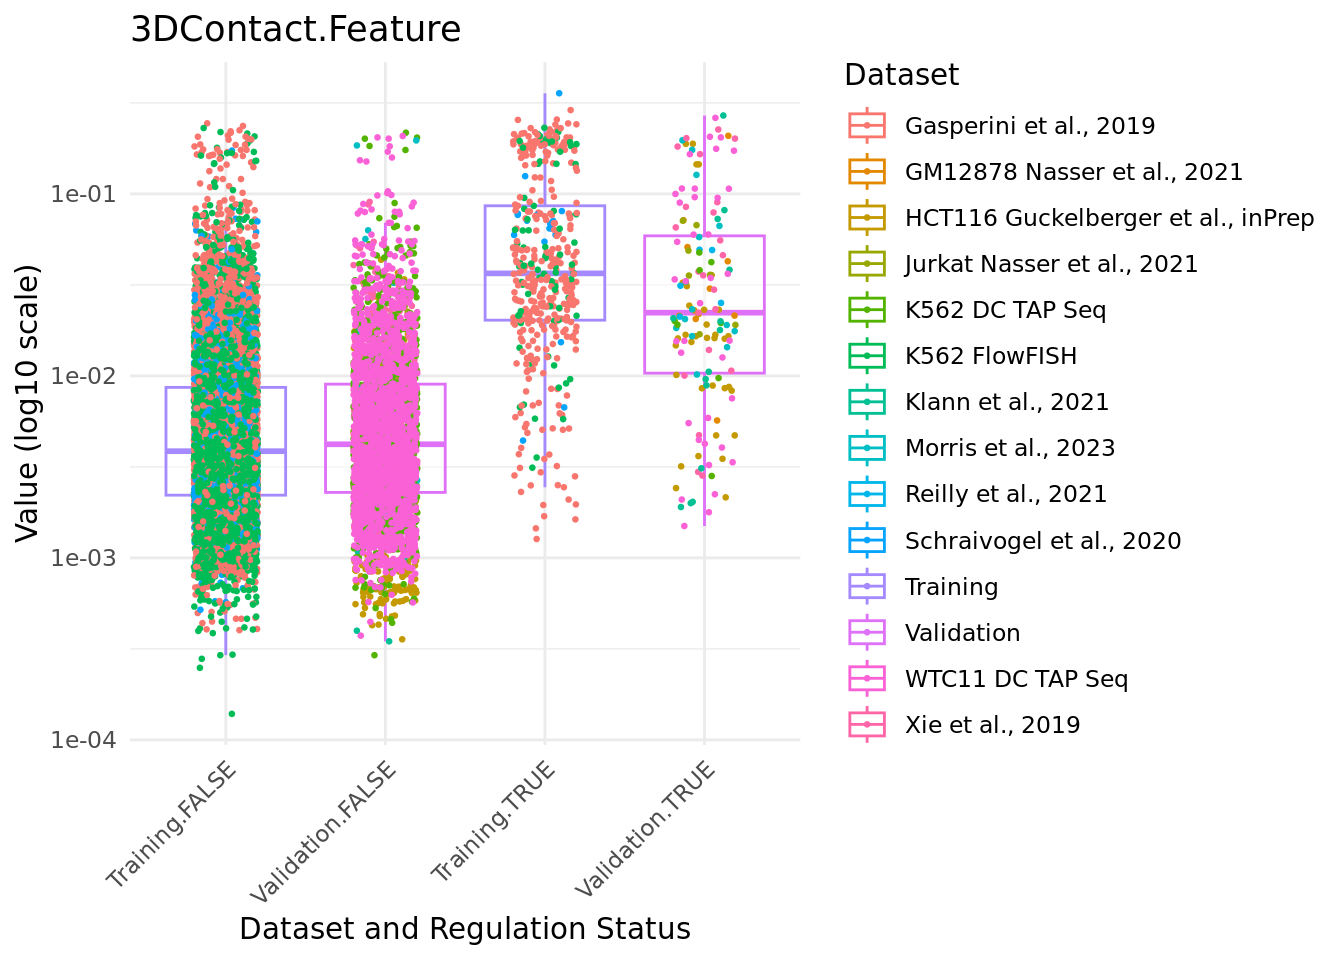 3DContact.Feature
Value (log10 scale)
1e-01
1e-02
1e-03
1e-04
Training.FALSE
Validation.FALSE
Training.TRUE
Validation.TRUE
Dataset and Regulation Status
Dataset
Gasperini et al., 2019
GM12878 Nasser et al., 2021
HCT116 Guckelberger et al., inPrep
Jurkat Nasser et al., 2021
K562 DC TAP Seq
K562 FlowFISH
Klann et al., 2021
Morris et al., 2023
Reilly et al., 2021
Schraivogel et al., 2020
Training
Validation
WTC11 DC TAP Seq
Xie et al., 2019